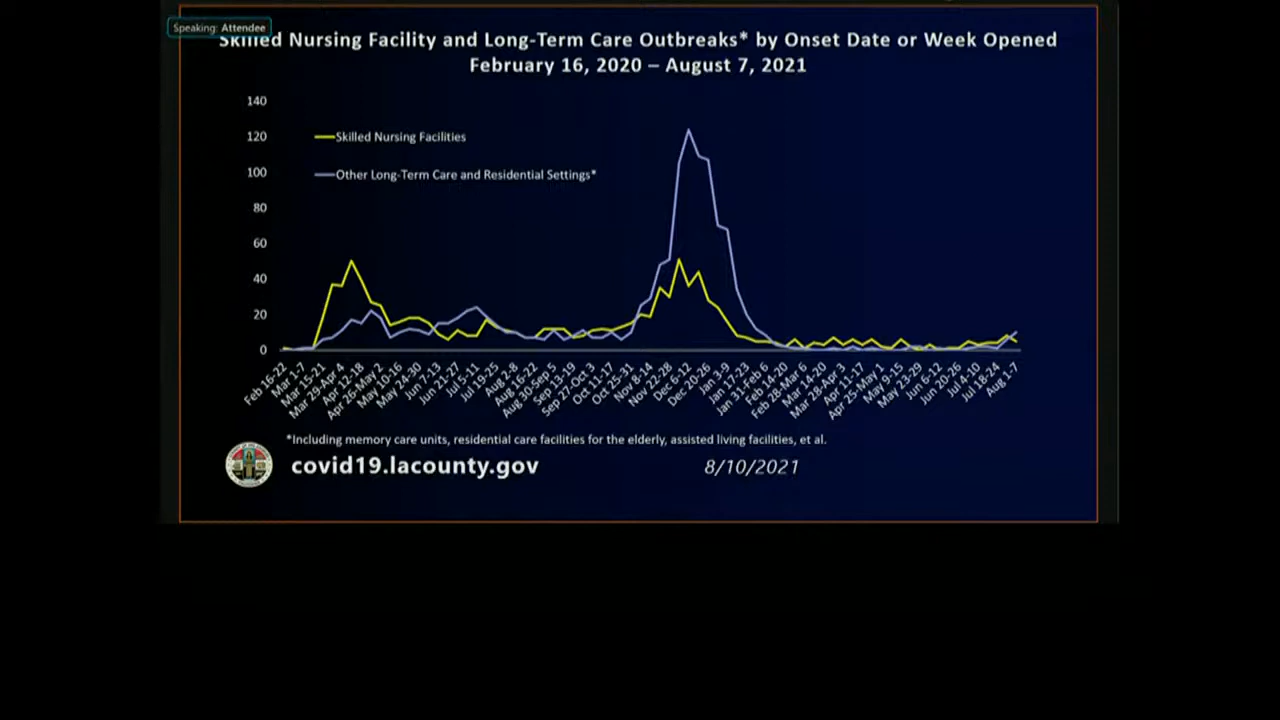 Speaking: Attendee
Skilled Nursing Facility and Long-Term Care Outbreaks* by Onset Date or Week Opened
February 16, 2020 – August 7, 2021
140
120
100
80
60
40
20
0
Skilled Nursing Facilities
Other Long-Term Care and Residential Settings*
Feb 16-22
Mar 1-7
Mar 15-21
Mar 29-Apr 4
Apr 12-18
Apr 26-May 2
May 10-16
May 24-30
Jun 7-13
Jun 21-27
Jul 5-11
Jul 19-25
Aug 2-8
Aug 16-22
Aug 30-Sep 5
Sep 13-19
Sep 27-Oct 3
Oct 11-17
Oct 25-31
Nov 8-14
Nov 22-28
Dec 6-12
Dec 20-26
Jan 3-9
Jan 17-23
Jan 31-Feb 6
Feb 14-20
Feb 28-Mar 6
Mar 14-20
Mar 28-Apr 3
Apr 11-17
Apr 25-May 1
May 9-15
May 23-29
Jun 6-12
Jun 20-26
Jul 4-10
Jul 18-24
Aug 1-7
*Including memory care units, residential care facilities for the elderly, assisted living facilities, et al.
covid19.lacounty.gov
8/10/2021